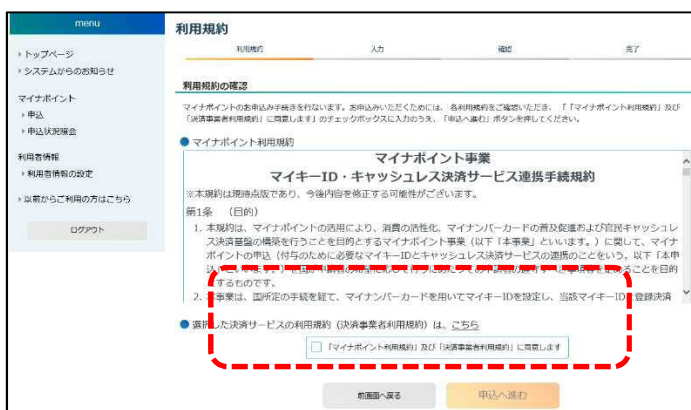 menu
トップページ
システムからのお知らせ
マイナポイント
申込
申込状況照会
利用者情報
利用者情報の設定
以前からご利用の方はこちら
ログアウト
利用規約
利用規約 入力 確認 完了
利用規約の確認
マイナポイントのお申込み手続きを行ないます。お申込みいただくためには、各利用規約をご確認いただき、「「マイナポイント利用規約」及び
「決済事業者利用規約」に同意します」のチェックボックスに入力のうえ、「申込へ進む」ボタンを押してください。
マイナポイント利用規約
マイナポイント事業
マイキーID・キャッシュレス決済サービス連携手続規約
※本規約は現時点版であり、今後内容を修正する可能性がございます。
第1条 （目的）
1. 本規約は、マイナポイントの活用により、消費の活性化、マイナンバーカードの普及促進および官民キャッシュレ
ス決済基盤の構築を行うことを目的とするマイナポイント事業（以下「本事業」といいます。）に関して、マイナ
ポイントの申込（付与のために必要なマイキーIDとキャッシュレス決済サービスの連携のことをいう。以下「本申
を目的
とするものです。
2. 本事業は、国所定の手続を経て、マイナンバーカードを用いてマイキーIDを設定し、当該マイキーID 登録決済
選択した決済サービスの利用規約（決済事業者利用規約）は、こちら
「マイナポイント利用規約」及び「決済事業者利用規約」に同意します
前画面へ戻る 申込へ進む